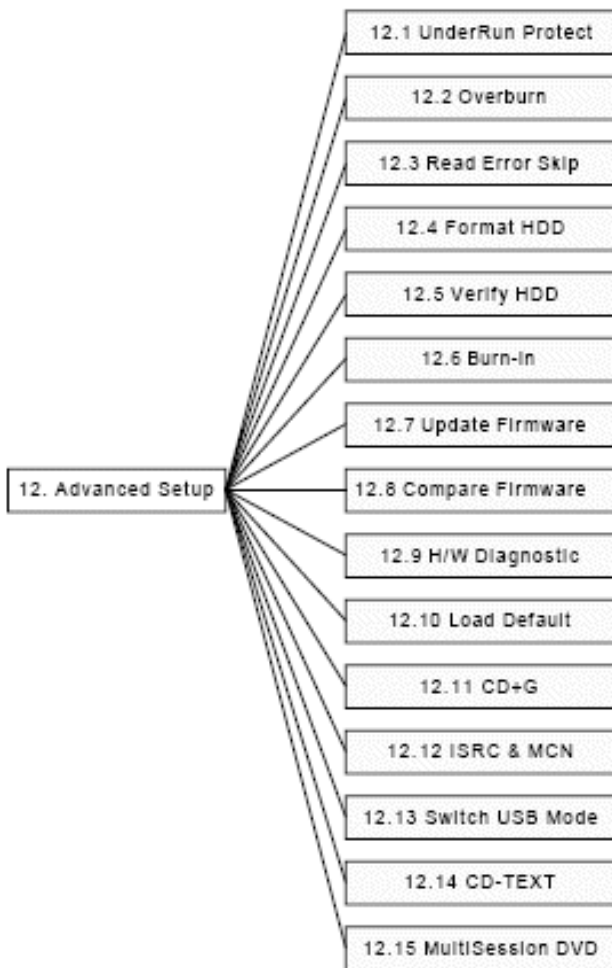 12.1 UnderRun Protect
12.2 Overburn
12.3 Read Error Skip
12.4 Format HDD
12.5 Verify HDD
12.6 Burn-In
12.7 Update Firmware
12. Advanced Setup
12.8 Compare Firmware
12.9 H/W Diagnostic
12.10 Load Default
12.11 CD+G
12.12 ISRC & MCN
12.13 Switch USB Mode
12.14 CD-TEXT
12.15 MultiSession DVD